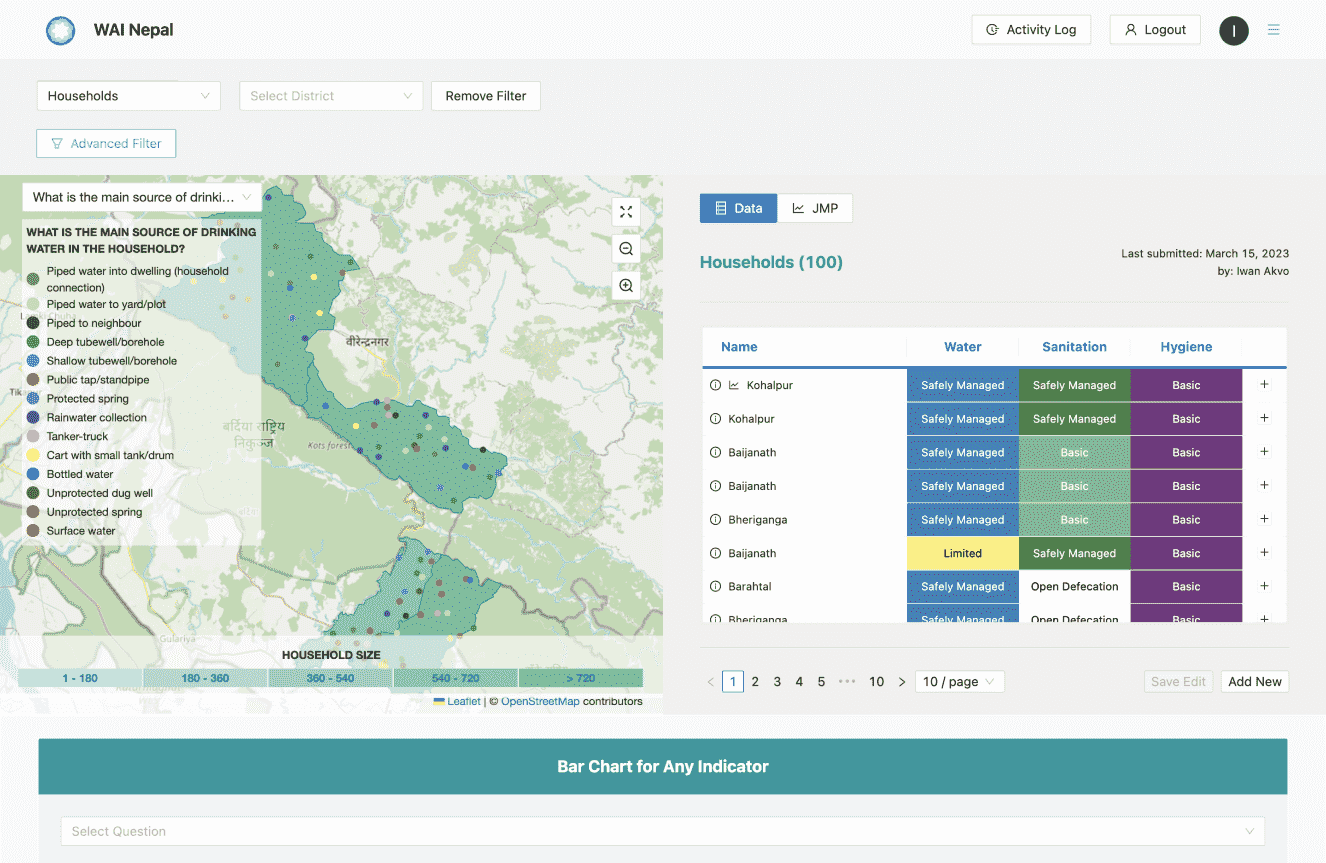 WAI Nepal
Activity Log
Logout
I
Households
Select District
Remove Filter
Advanced Filter
What is the main source of drinki...
WHAT IS THE MAIN SOURCE OF DRINKING
WATER IN THE HOUSEHOLD?
Piped water into dwelling (household
connection)
Piped water to yard/plot
Piped to neighbour
Deep tubewell/borehole
Shallow tubewell/borehole
Public tap/standpipe
Protected spring
Rainwater collection
Tanker-truck
Cart with small tank/drum
Bottled water
Unprotected dug well
Unprotected spring
Surface water
वीरेन्द्रनगर
बर्दिया राष्ट्रिय
निकुञ्ज
Kots forest
Gulariya
HOUSEHOLD SIZE
1 - 180
180 - 360
360 - 540
540 - 720
> 720
Leaflet | © OpenStreetMap contributors
Data
JMP
Households (100)
Last submitted: March 15, 2023
by: Iwan Akvo
Name Water Sanitation Hygiene
Kohalpur Safely Managed Safely Managed Basic +
Kohalpur Safely Managed Safely Managed Basic +
Baijanath Safely Managed Basic Basic +
Baijanath Safely Managed Basic Basic +
Bheriganga Safely Managed Basic Basic +
Baijanath Limited Safely Managed Basic +
Barahtal Safely Managed Open Defecation Basic +
Bheriganga Safely Managed Open Defecation Basic +
< 1 2 3 4 5 ••• 10 > 10 / page
Save Edit
Add New
Bar Chart for Any Indicator
Select Question